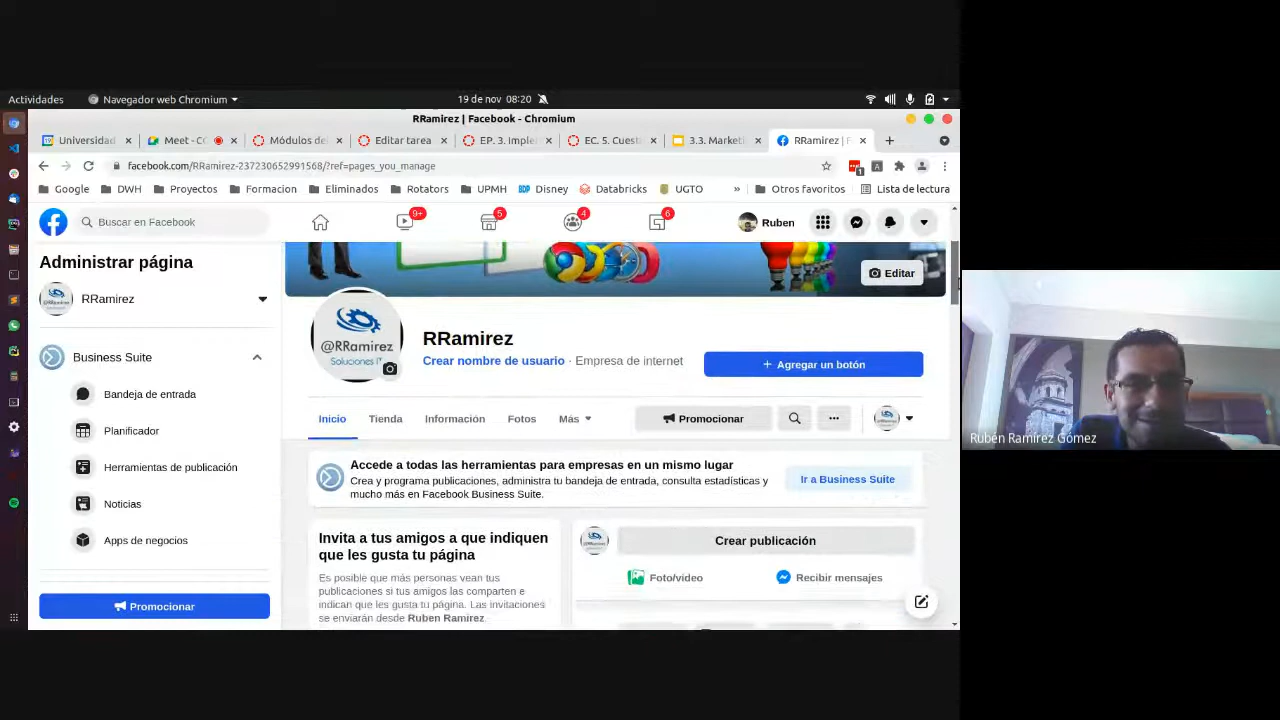 Actividades
Navegador web Chromium
19 de nov 08:20
RRamirez | Facebook - Chromium
Universidad
Meet - CC
Módulos del
Editar tarea
EP. 3. Implem
EC. 5. Cuesta
3.3. Marketi
RRamirez | F
facebook.com/RRamirez-237230652991568/?ref=pages_you_manage
1
A
Google
DWH
Proyectos
Formacion
Eliminados
Rotators
UPMH
Disney
Databricks
UGTO
»
Otros favoritos
Lista de lectura
Buscar en Facebook
9+
5
4
6
Ruben
Administrar página
RRamirez
Business Suite
Bandeja de entrada
Planificador
Herramientas de publicación
Noticias
Apps de negocios
Promocionar
Editar
@RRamirez
Soluciones IT
RRamirez
Crear nombre de usuario · Empresa de internet
+ Agregar un botón
Inicio
Tienda
Información
Fotos
Más
Promocionar
Accede a todas las herramientas para empresas en un mismo lugar
Crea y programa publicaciones, administra tu bandeja de entrada, consulta estadísticas y
mucho más en Facebook Business Suite.
Ir a Business Suite
Invita a tus amigos a que indiquen
que les gusta tu página
Es posible que más personas vean tus
publicaciones si tus amigos las comparten e
indican que les gusta tu página. Las invitaciones
se enviarán desde Ruben Ramirez.
Crear publicación
Foto/video
Recibir mensajes
Ruben Ramirez Gomez